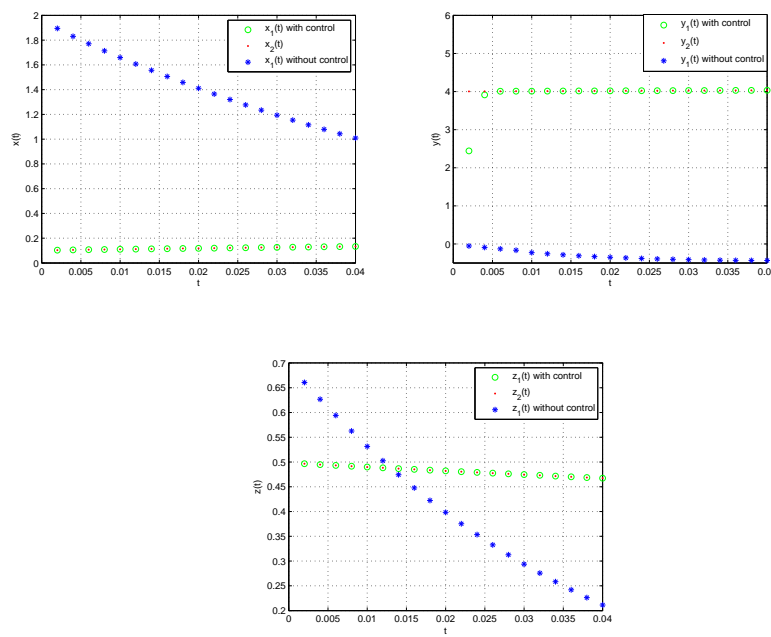 2
1.8
1.6
1.4
1.2
1
0.8
0.6
0.4
0.2
0
0 0.005 0.01 0.015 0.02 0.025 0.03 0.035 0.04
t
x(t)
x1(t) with control
x2(t)
x1(t) without control
6
5
4
3
2
1
0
0 0.005 0.01 0.015 0.02 0.025 0.03 0.035 0.0
t
y(t)
y1(t) with control
y2(t)
y1(t) without control
0.7
0.65
0.6
0.55
0.5
0.45
0.4
0.35
0.3
0.25
0.2
0 0.005 0.01 0.015 0.02 0.025 0.03 0.035 0.04
t
z(t)
z1(t) with control
z2(t)
z1(t) without control